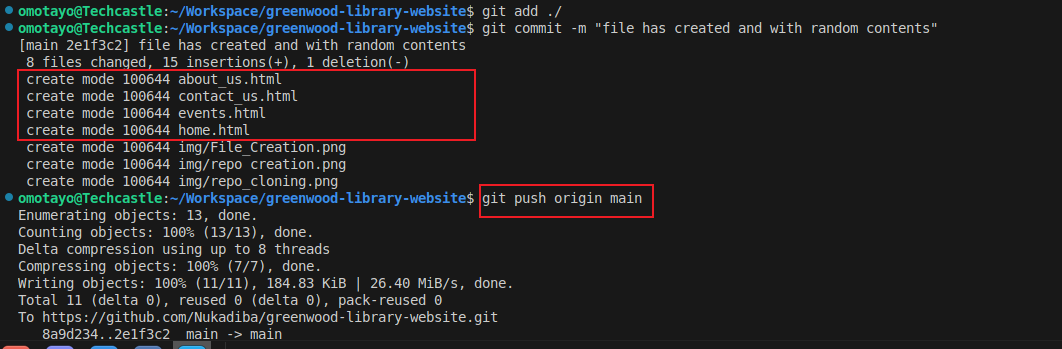 omotayo@Techcastle:~/Workspace/greenwood-library-website$ git add ./
omotayo@Techcastle:~/Workspace/greenwood-library-website$ git commit -m "file has created and with random contents"
[main 2e1f3c2] file has created and with random contents
8 files changed, 15 insertions(+), 1 deletion(-)
create mode 100644 about_us.html
create mode 100644 contact_us.html
create mode 100644 events.html
create mode 100644 home.html
create mode 100644 img/File_Creation.png
create mode 100644 img/repo creation.png
create mode 100644 img/repo_cloning.png
omotayo@Techcastle:~/Workspace/greenwood-library-website$ git push origin main
Enumerating objects: 13, done.
Counting objects: 100% (13/13), done.
Delta compression using up to 8 threads
Compressing objects: 100% (7/7), done.
Writing objects: 100% (11/11), 184.83 KiB | 26.40 MiB/s, done.
Total 11 (delta 0), reused 0 (delta 0), pack-reused 0
To https://github.com/Nukadiba/greenwood-library-website.git
8a9d234..2e1f3c2 main -> main